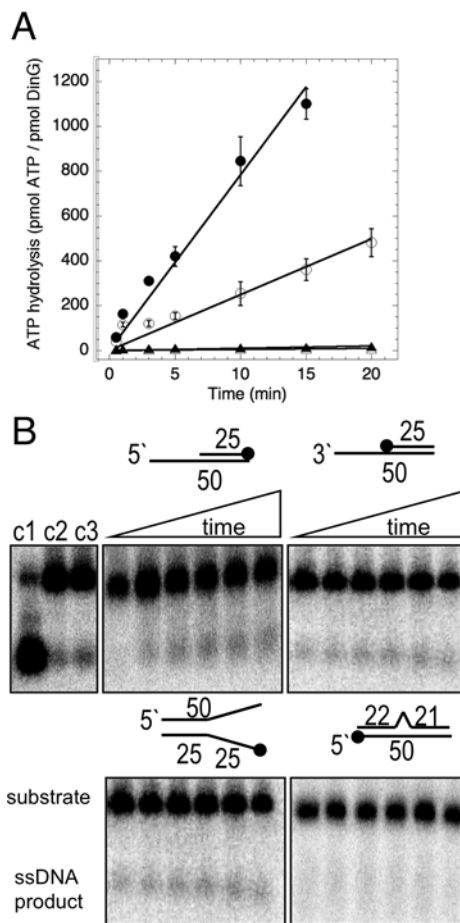 A
ATP hydrolysis (pmol ATP / pmol DinG)
1200
1000
800
600
400
200
0
0 5 10 15 20
Time (min)
B
25
5`
50
25
3`
50
c1 c2 c3
time
time
50
5`
25 25
22 21
5`
50
substrate
ssDNA
product